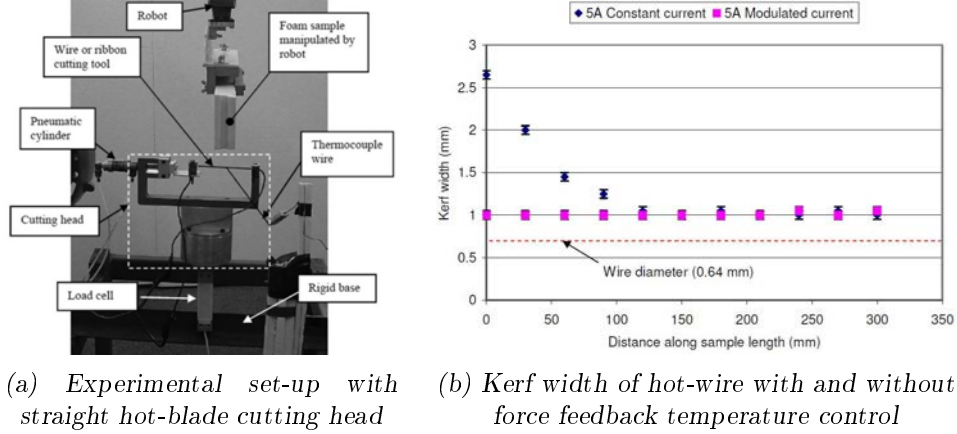 Robot
Foam sample
manipulated by
robot
Wire or ribbon
cutting tool
Pneumatic
cylinder
Thermocouple
wire
Cutting head
Load cell
Rigid base
(a) Experimental set-up with
straight hot-blade cutting head
5A Constant current 5A Modulated current
3
2.5
2
1.5
1
0.5
0
Kerf width (mm)
Wire diameter (0.64 mm)
0 50 100 150 200 250 300 350
Distance along sample length (mm)
(b) Kerf width of hot-wire with and without
force feedback temperature control